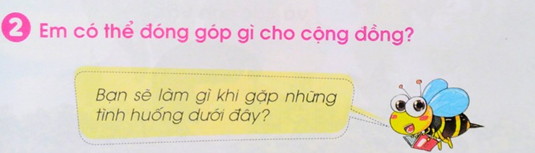 2 Em có thể đóng góp gì cho cộng đồng?
Bạn sẽ làm gì khi gặp những
tình huống dưới đây?